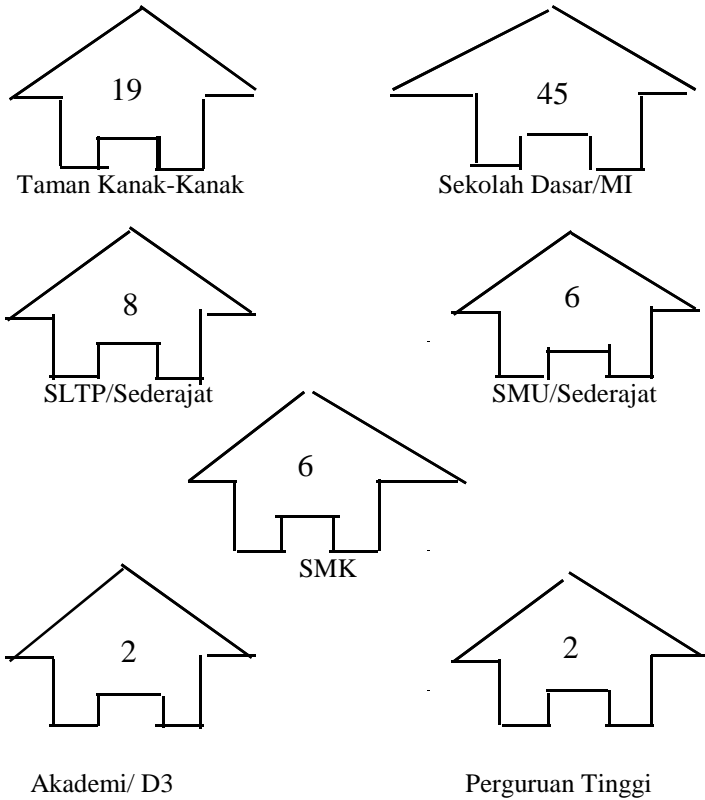 19
45
Taman Kanak-Kanak
Sekolah Dasar/MI
8
6
SLTP/Sederajat
SMU/Sederajat
6
SMK
2
2
Akademi/ D3
Perguruan Tinggi